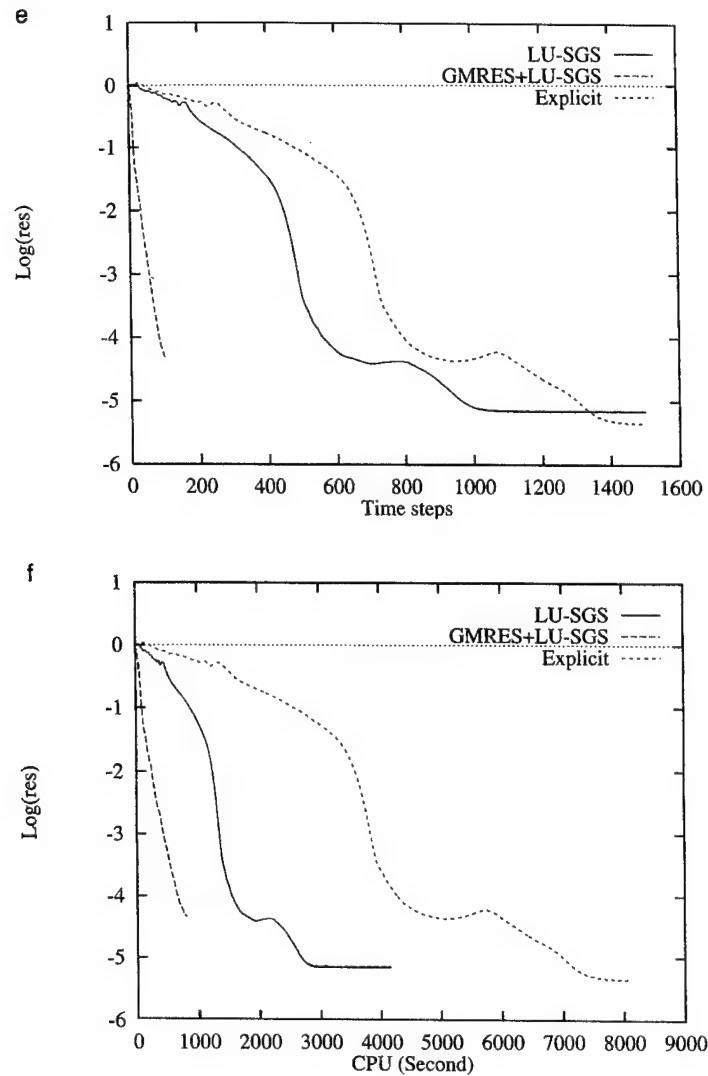 e
1
0
-1
-2
-3
-4
-5
-6
Log(res)
LU-SGS
GMRES+LU-SGS
Explicit
0 200 400 600 800 1000 1200 1400 1600
Time steps
f
1
0
-1
-2
-3
-4
-5
-6
Log(res)
LU-SGS
GMRES+LU-SGS
Explicit
0 1000 2000 3000 4000 5000 6000 7000 8000 9000
CPU (Second)